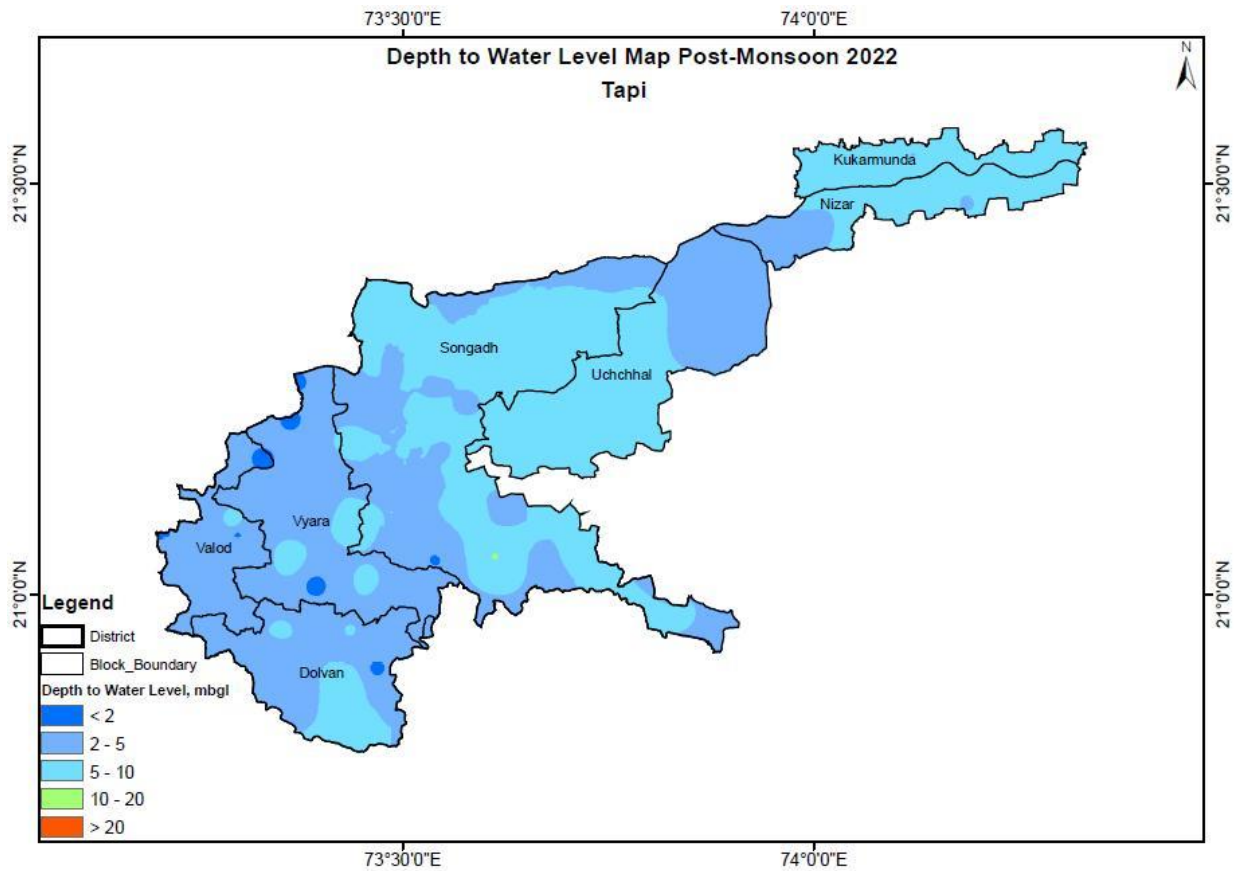 73°30'0"E
74°0'0"E
Depth to Water Level Map Post-Monsoon 2022
Tapi
N
21°30'0"N
21°30'0"N
Kukarmunda
Nizar
Songadh
Uchchhal
Vyara
Valod
21°0'0"N
21°0'0"N
Dolvan
Legend
District
Block_Boundary
Depth to Water Level, mbgl
< 2
2 - 5
5 - 10
10 - 20
> 20
73°30'0"E
74°0'0"E